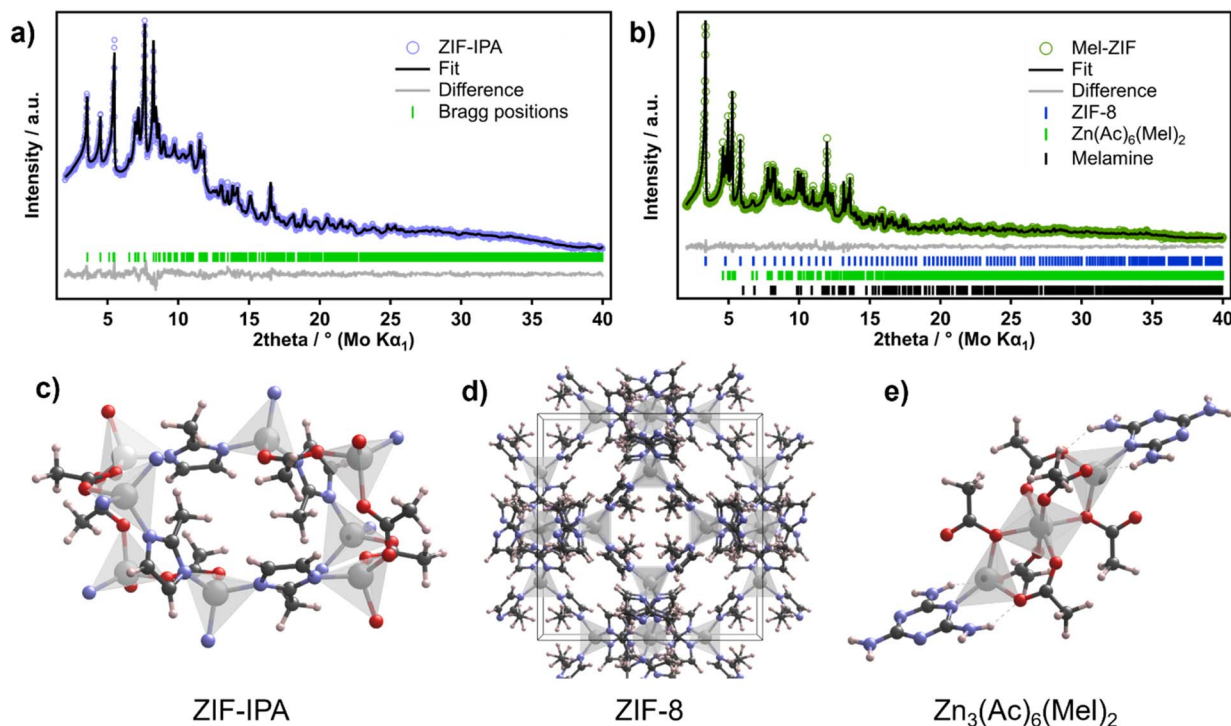 a)
ZIF-IPA
Fit
Difference
Bragg positions
Intensity / a.u.
5 10 15 20 25 30 35 40
2theta / ° (Mo Kα₁)
b)
Mel-ZIF
Fit
Difference
ZIF-8
Zn(Ac)₆(Mel)₂
Melamine
Intensity / a.u.
5 10 15 20 25 30 35 40
2theta / ° (Mo Kα₁)
c)
d)
e)
ZIF-IPA
ZIF-8
Zn₃(Ac)₆(Mel)₂